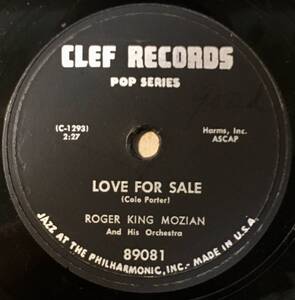 CLEF RECORDS
POP SERIES
(C-1293)
2:27
Harms, Inc.
ASCAP
LOVE FOR SALE
(Cole Porter)
ROGER KING MOZIAN
And His Orchestra
89081
JAZZ AT THE PHILHARMONIC, INC. - MADE IN U.S.A.